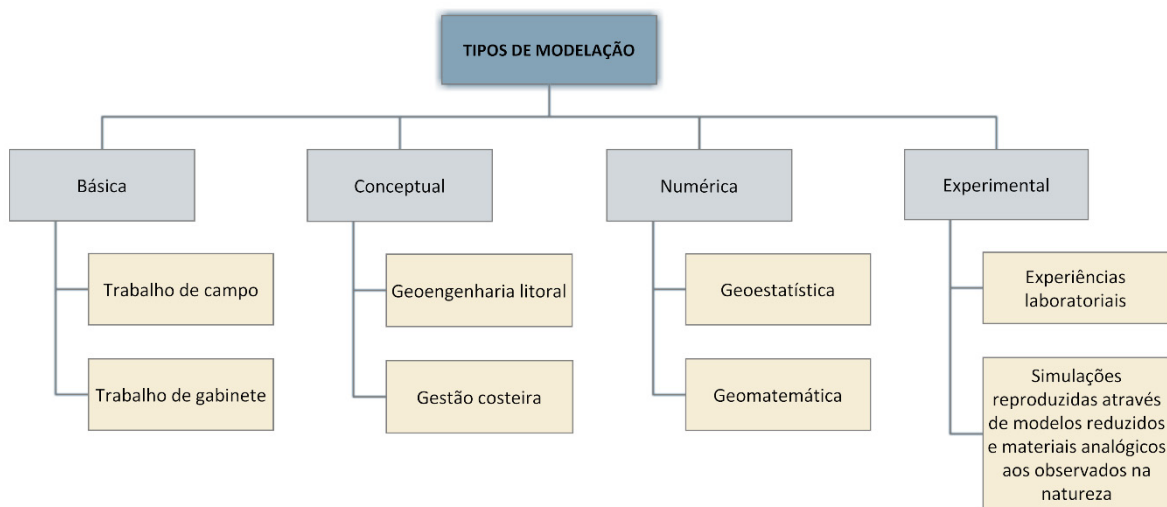 TIPOS DE MODELAÇÃO
Básica
Conceptual
Numérica
Experimental
Trabalho de campo
Geoengenharia litoral
Geoestatística
Experiências
laboratoriais
Trabalho de gabinete
Gestão costeira
Geomatemática
Simulações
reproduzidas através
de modelos reduzidos
e materiais analógicos
aos observados na
natureza